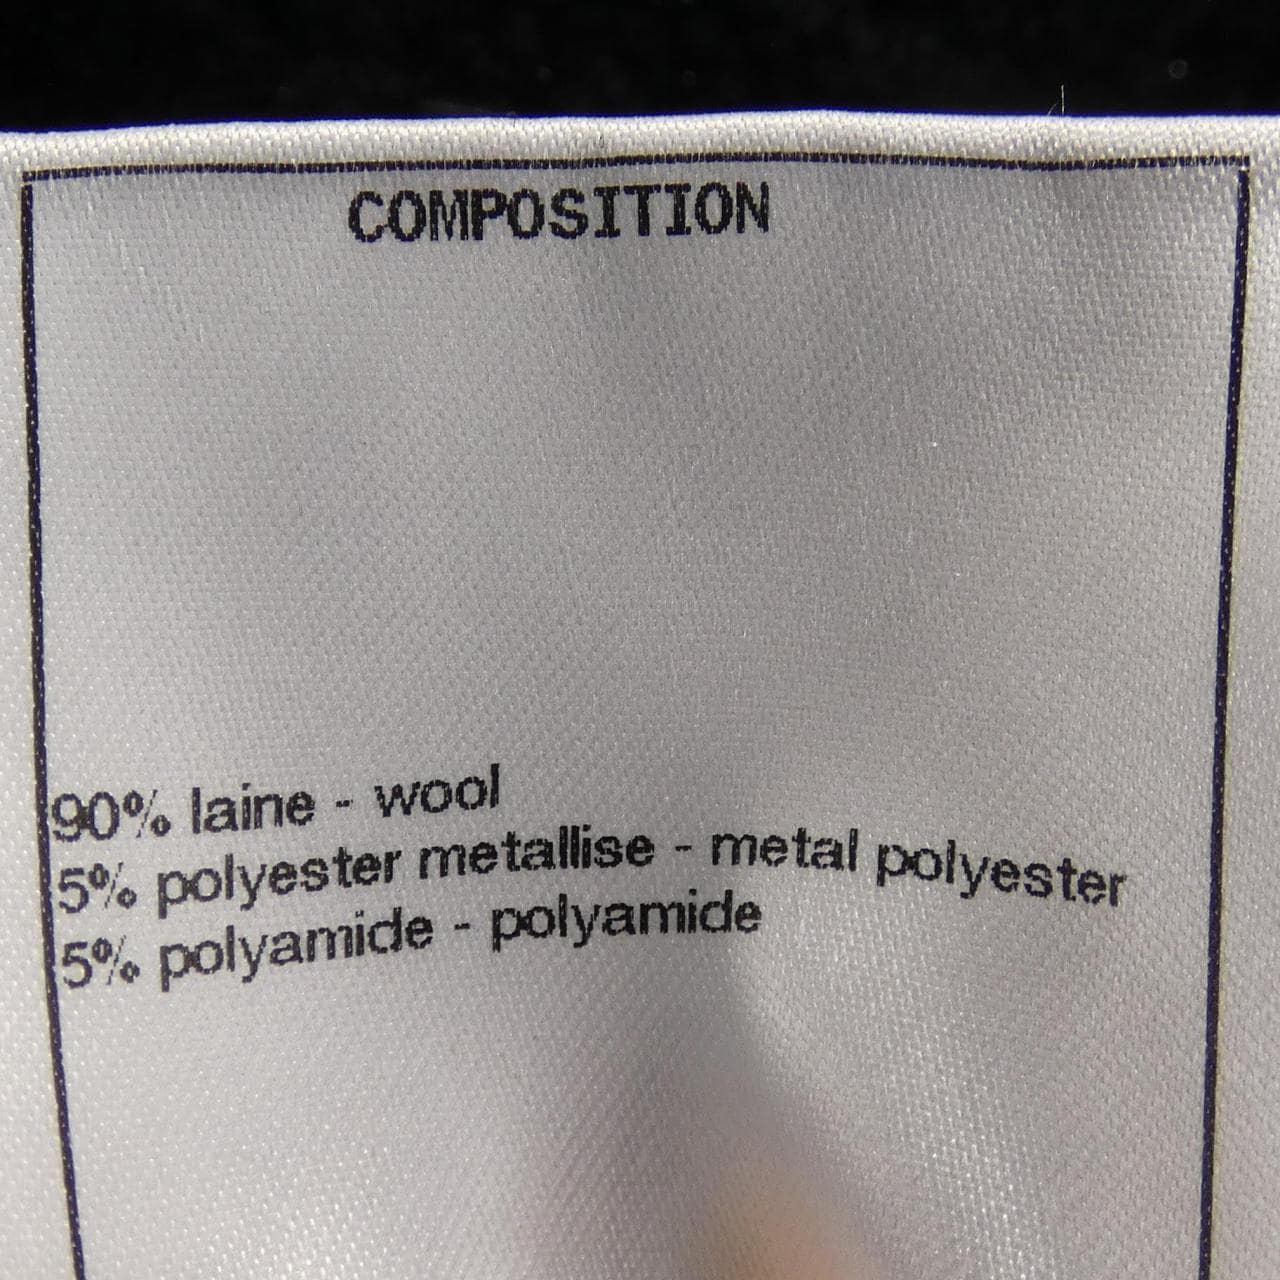 COMPOSITION
90% laine - wool
5% polyester metallise - metal polyester
5% polyamide - polyamide